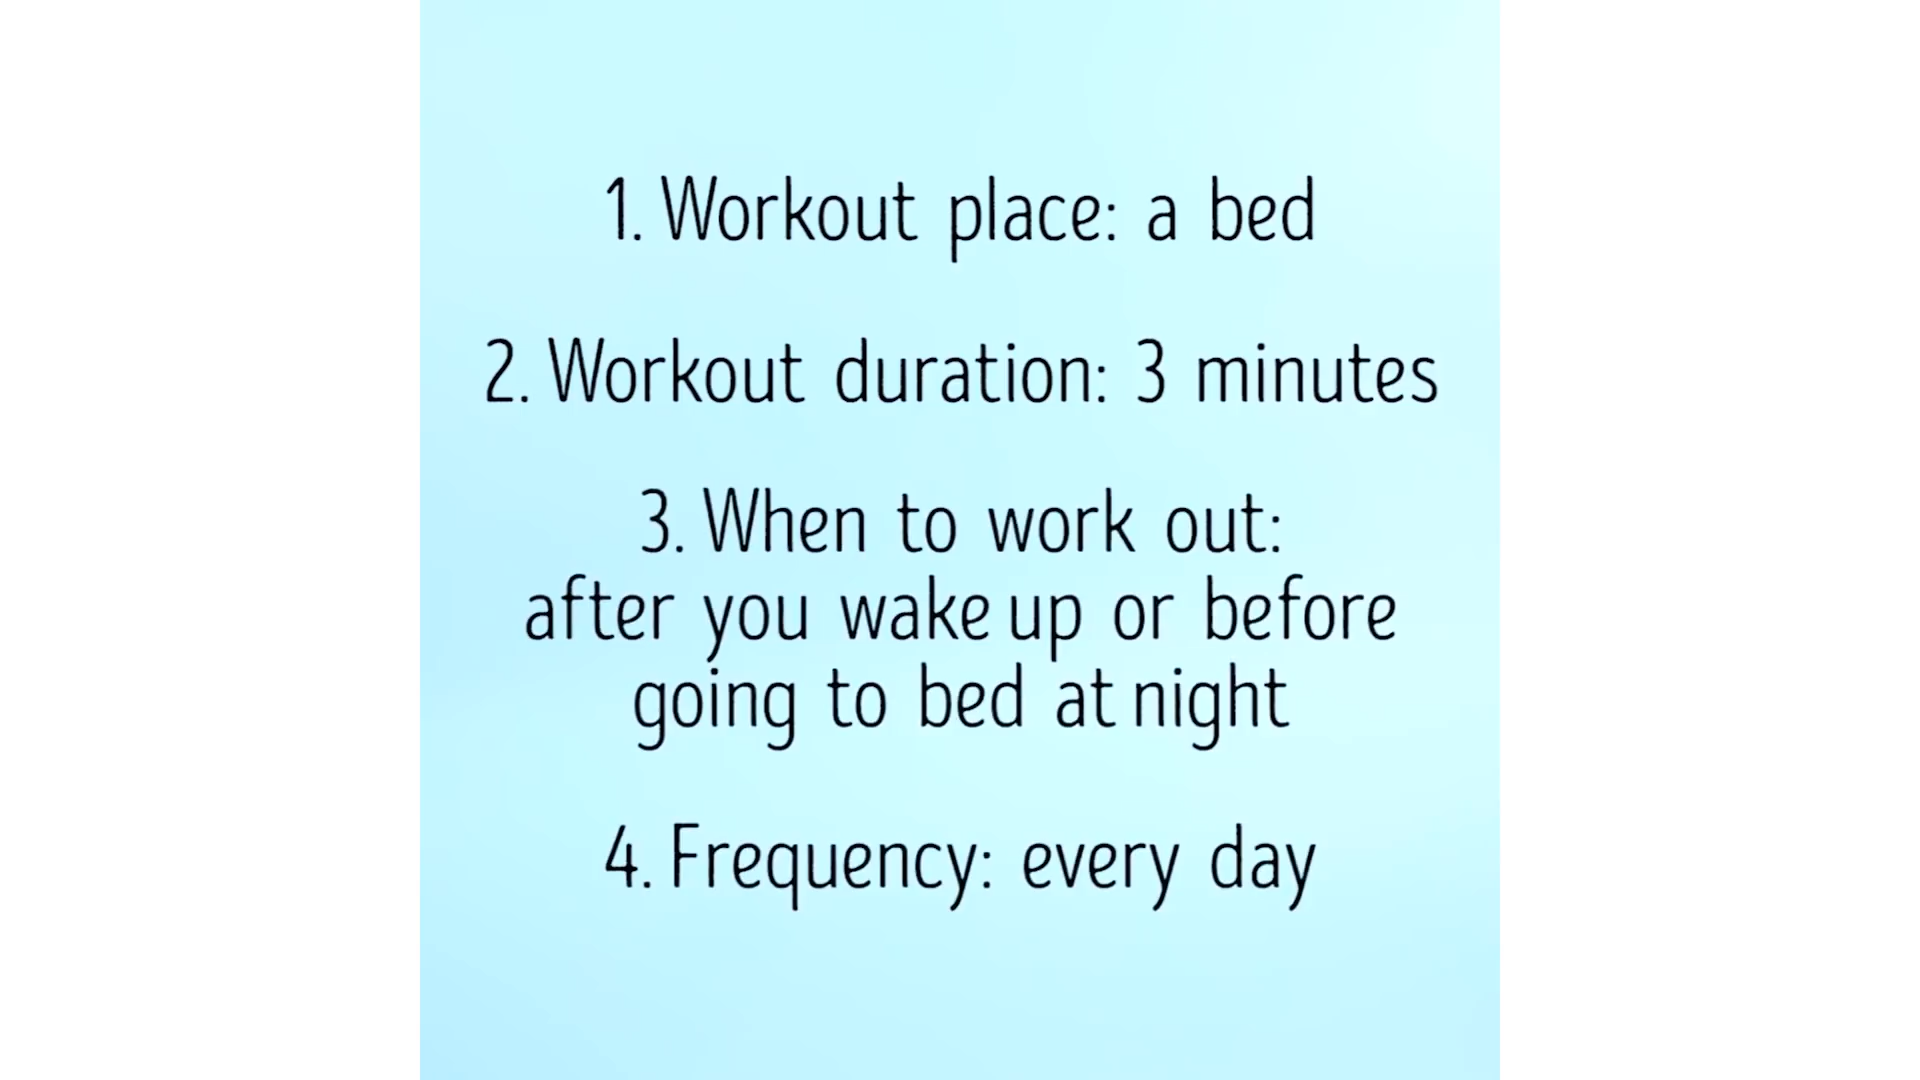 1. Workout place: a bed
2. Workout duration: 3 minutes
3. When to work out:
after you wake up or before
going to bed at night
4. Frequency: every day